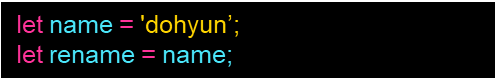 let name = 'dohyun’;
let rename = name;